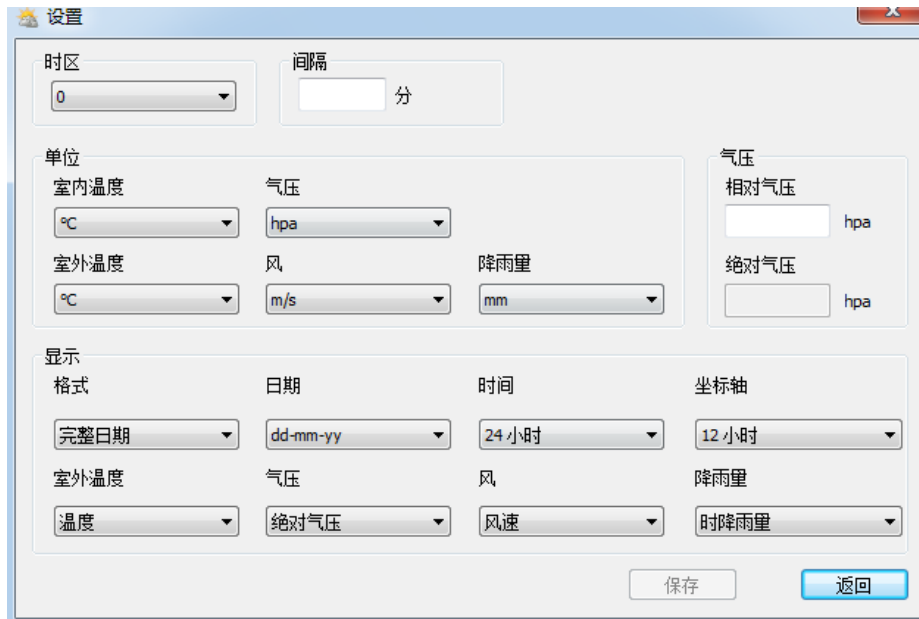 设置
时区
间隔
0
分
单位
气压
室内温度
气压
相对气压
℃
hpa
hpa
室外温度
风
降雨量
绝对气压
℃
m/s
mm
hpa
显示
格式
日期
时间
坐标轴
完整日期
dd-mm-yy
24 小时
12 小时
室外温度
气压
风
降雨量
温度
绝对气压
风速
时降雨量
保存
返回